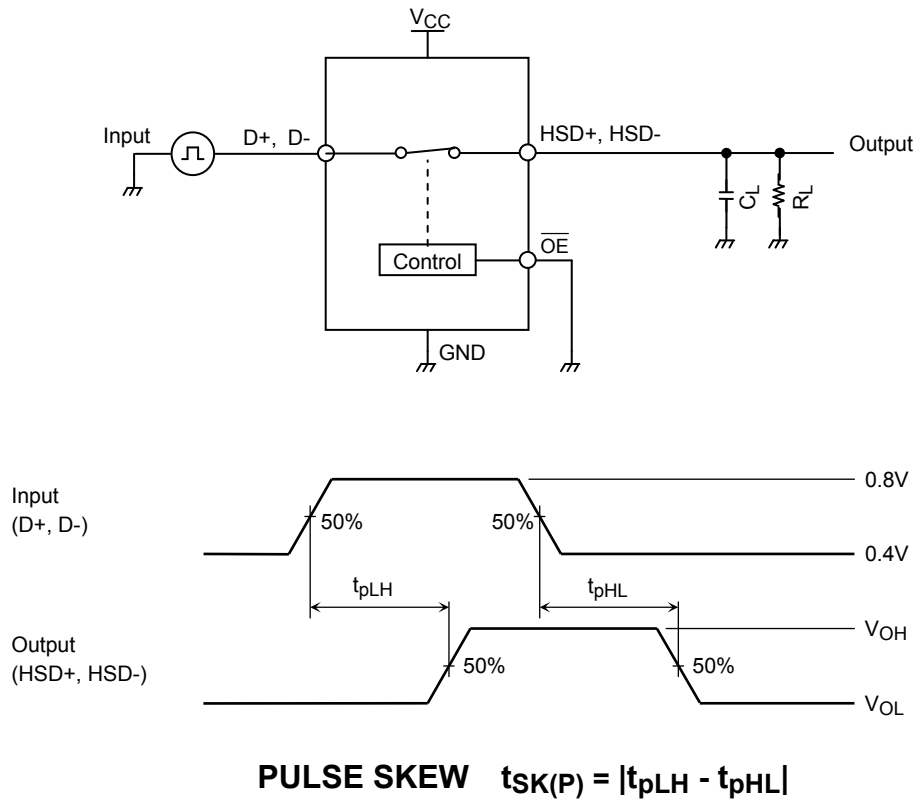 VCC
Input
D+, D-
HSD+, HSD-
Output
CL
RL
OE
Control
GND
Input
(D+, D-)
50%
50%
0.8V
0.4V
tpLH
tpHL
Output
(HSD+, HSD-)
50%
50%
VOH
VOL
PULSE SKEW tSK(P) = |tpLH - tpHL|